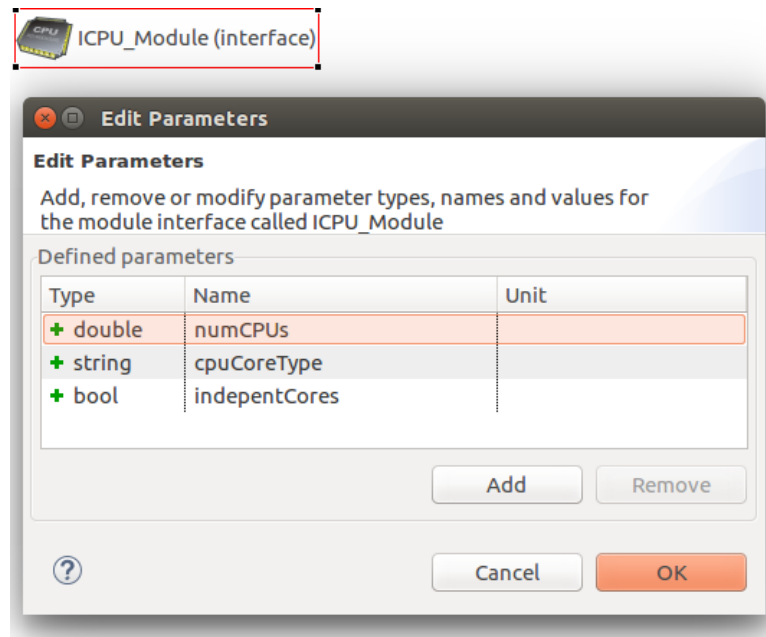 CPU
ICPU_Module (interface)
Edit Parameters
Edit Parameters
Add, remove or modify parameter types, names and values for
the module interface called ICPU_Module
Defined parameters
Type Name Unit
double numCPUs
string cpuCoreType
bool indepentCores
Add Remove
? Cancel OK